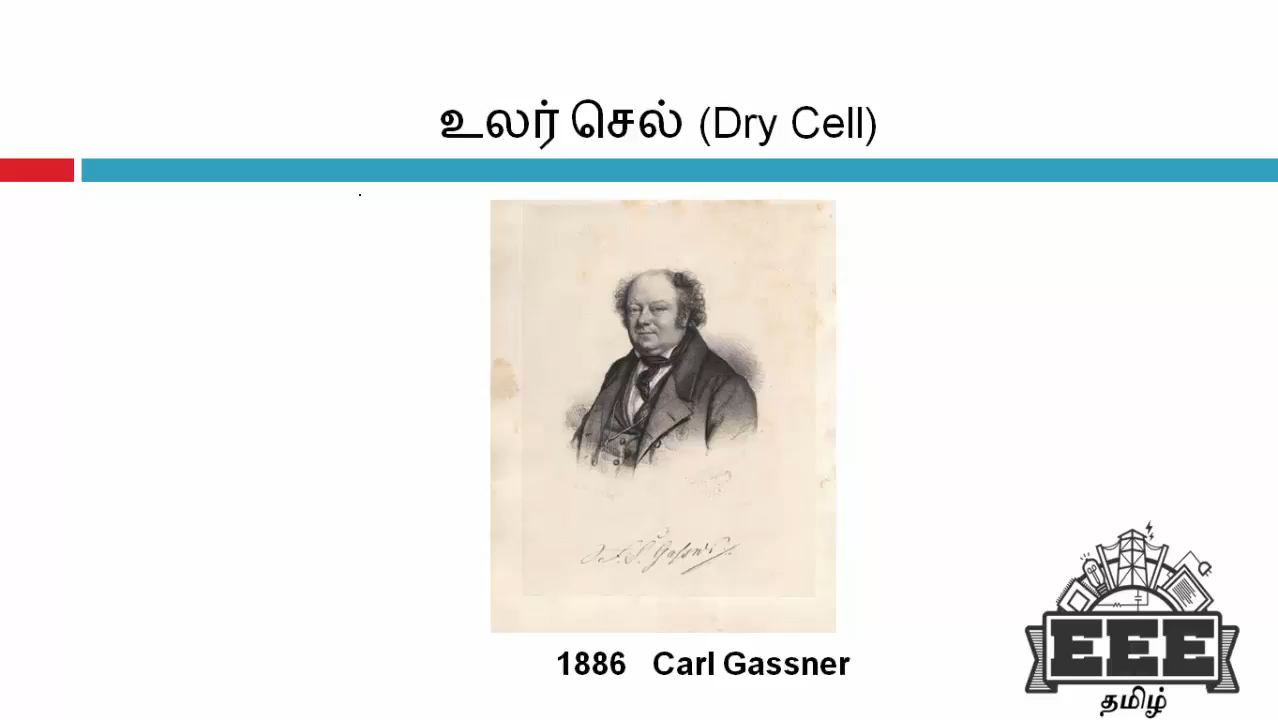 உலர் செல் (Dry Cell)
1886 Carl Gassner
EEE
தமிழ்